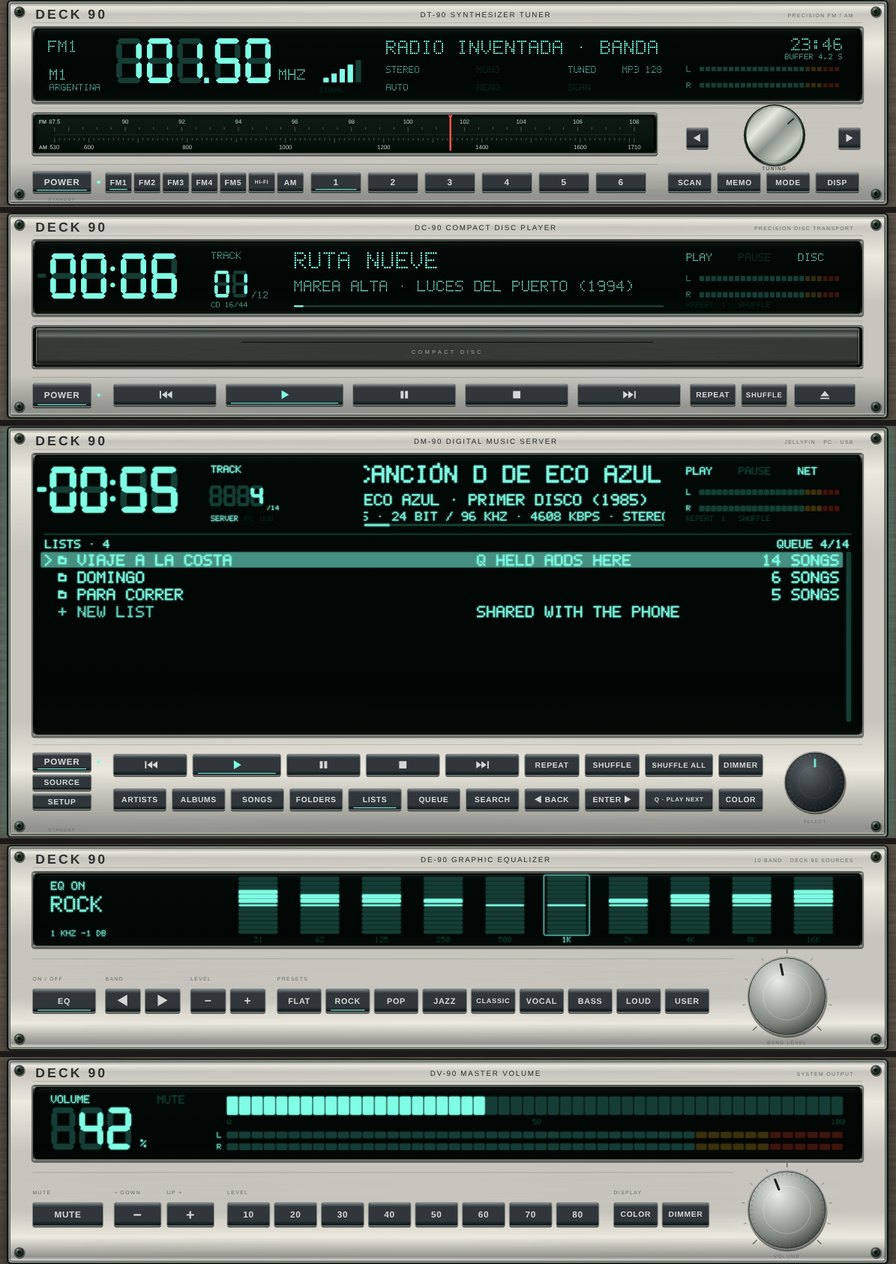 DECK 90
DT-90 SYNTHESIZER TUNER
PRECISION FM / AM
FM1
101.50 MHZ
RADIO INVENTADA · BANDA
23:46
BUFFER 4.2 S
M1
ARGENTINA
STEREO MONO TUNED MP3 128
AUTO MEMO SCAN
L
R
FM 87.5 90 92 94 96 98 100 102 104 106 108
AM 530 600 800 1000 1200 1400 1600 1710
TUNING
POWER FM1 FM2 FM3 FM4 FM5 HI-FI AM 1 2 3 4 5 6 SCAN MEMO MODE DISP
STANDBY
DECK 90
DC-90 COMPACT DISC PLAYER
PRECISION DISC TRANSPORT
00:06
TRACK
01 /12
CD 16/44
RUTA NUEVE
MAREA ALTA · LUCES DEL PUERTO (1994)
PLAY PAUSE DISC
L
R
REPEAT 1 SHUFFLE
COMPACT DISC
POWER REPEAT SHUFFLE
DECK 90
DM-90 DIGITAL MUSIC SERVER
JELLYFIN · PC · USB
-00:55
TRACK
4 /14
SERVER PC USB
CANCIÓN D DE ECO AZUL
ECO AZUL · PRIMER DISCO (1985)
· 24 BIT / 96 KHZ · 4608 KBPS · STERE
PLAY PAUSE NET
L
R
REPEAT 1 SHUFFLE
LISTS · 4 QUEUE 4/14
> VIAJE A LA COSTA Q HELD ADDS HERE 14 SONGS
DOMINGO 6 SONGS
PARA CORRER 5 SONGS
+ NEW LIST SHARED WITH THE PHONE
POWER REPEAT SHUFFLE SHUFFLE ALL DIMMER
SOURCE
SETUP ARTISTS ALBUMS SONGS FOLDERS LISTS QUEUE SEARCH ◀ BACK ENTER ▶ Q · PLAY NEXT COLOR
SELECT
STANDBY
DECK 90
DE-90 GRAPHIC EQUALIZER
10 BAND · DECK 90 SOURCES
EQ ON
ROCK
1 KHZ -1 DB
31 62 125 250 500 1K 2K 4K 8K 16K
ON / OFF BAND LEVEL PRESETS
EQ ◀ ▶ − + FLAT ROCK POP JAZZ CLASSIC VOCAL BASS LOUD USER
BAND LEVEL
DECK 90
DV-90 MASTER VOLUME
SYSTEM OUTPUT
VOLUME MUTE
42 %
0 50 100
L
R
MUTE − DOWN UP + LEVEL DISPLAY
MUTE − + 10 20 30 40 50 60 70 80 COLOR DIMMER
VOLUME